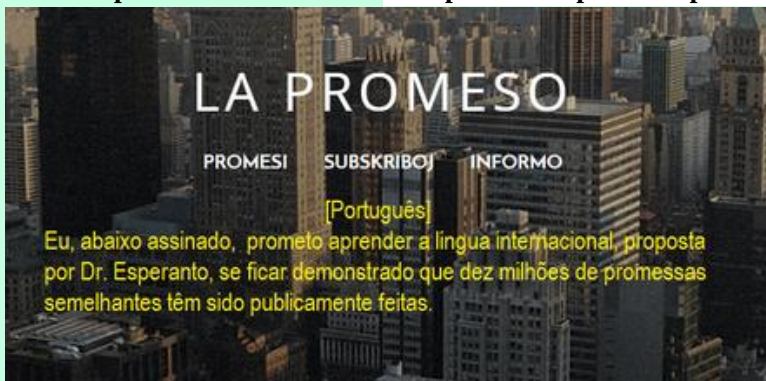 LA PROMESO
PROMESI SUBSKRIBOJ INFORMO
[Português]
Eu, abaixo assinado, prometo aprender a lingua internacional, proposta
por Dr. Esperanto, se ficar demonstrado que dez milhões de promessas
semelhantes têm sido publicamente feitas.